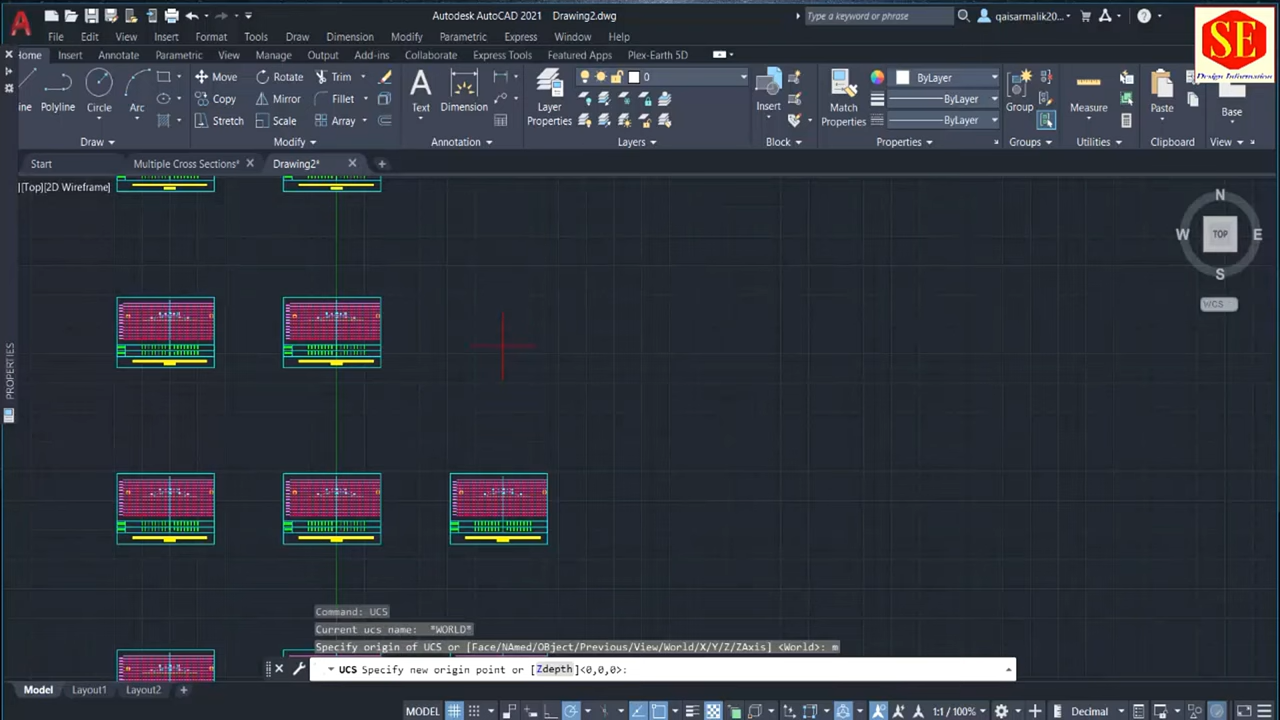 Autodesk AutoCAD 2021 Drawing2.dwg
Type a keyword or phrase
qaisarmalik20...
SE
Design Information
File Edit View Insert Format Tools Draw Dimension Modify Parametric Express Window Help
Home Insert Annotate Parametric View Manage Output Add-ins Collaborate Express Tools Featured Apps Plex-Earth 5D
Polyline
Circle
Arc
Move
Copy
Stretch
Rotate
Mirror
Scale
Trim
Fillet
Array
Text
Dimension
Layer
Properties
0
Insert
Match
Properties
ByLayer
ByLayer
ByLayer
Group
Measure
Paste
Base
Draw
Modify
Annotation
Layers
Block
Properties
Groups
Utilities
Clipboard
View
Start
Multiple Cross Sections*
Drawing2*
[Top][2D Wireframe]
N
W
TOP
E
S
WCS
PROPERTIES
Command: UCS
Current ucs name: *WORLD*
Specify origin of UCS or [Face/NAmed/OBject/Previous/View/World/X/Y/Z/ZAxis] <World>: m
UCS Specify new origin point or [Zdepth]<0,0,0>:
Model Layout1 Layout2
MODEL
1:1 / 100%
Decimal